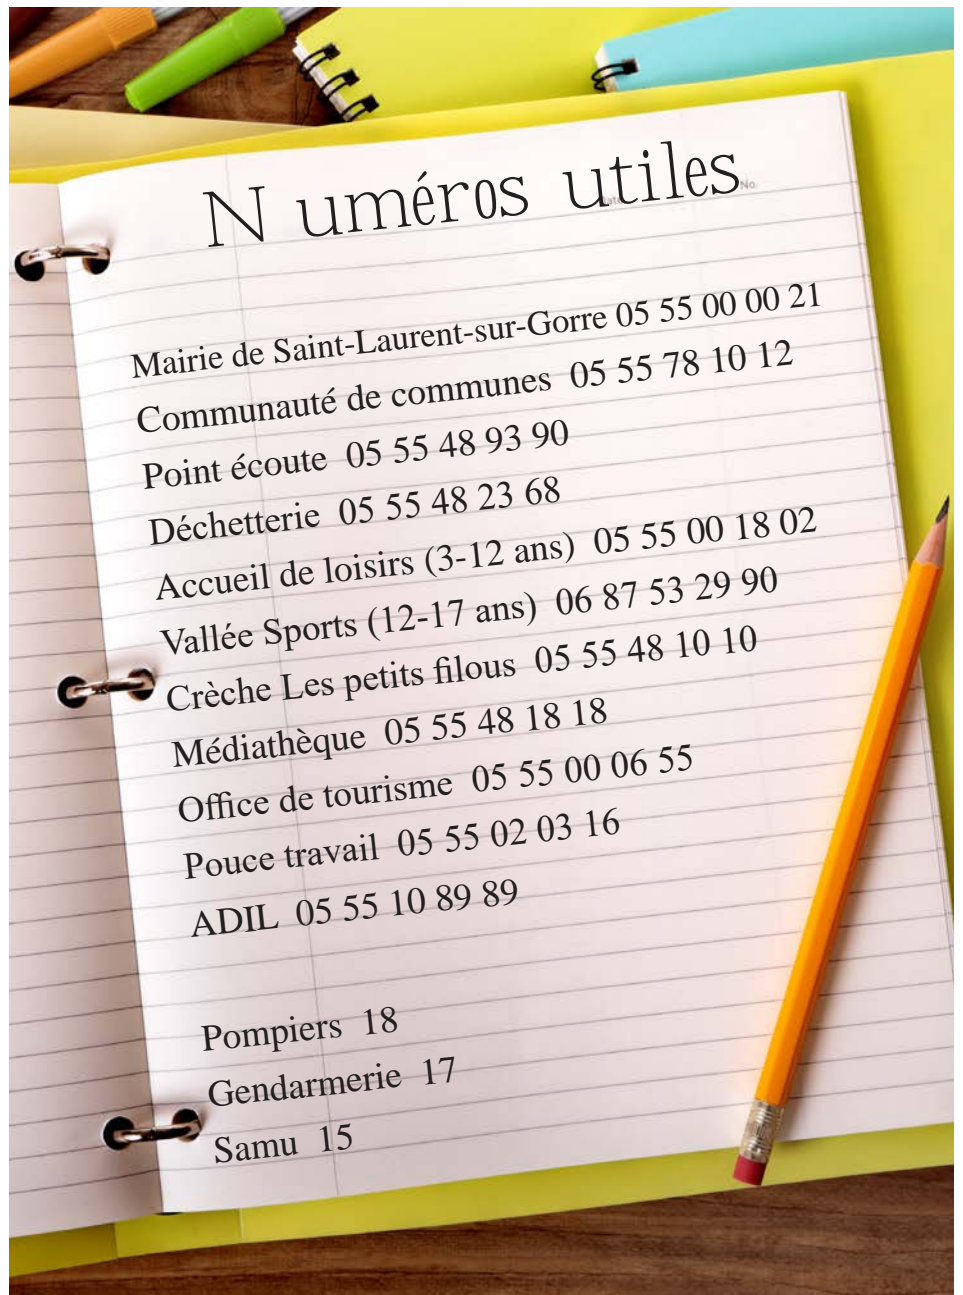 Numéros utiles
Mairie de Saint-Laurent-sur-Gorre 05 55 00 00 21
Communauté de communes 05 55 78 10 12
Point écoute 05 55 48 93 90
Déchetterie 05 55 48 23 68
Accueil de loisirs (3-12 ans) 05 55 00 18 02
Vallée Sports (12-17 ans) 06 87 53 29 90
Crèche Les petits filous 05 55 48 10 10
Médiathèque 05 55 48 18 18
Office de tourisme 05 55 00 06 55
Pouce travail 05 55 02 03 16
ADIL 05 55 10 89 89
Pompiers 18
Gendarmerie 17
Samu 15
No.